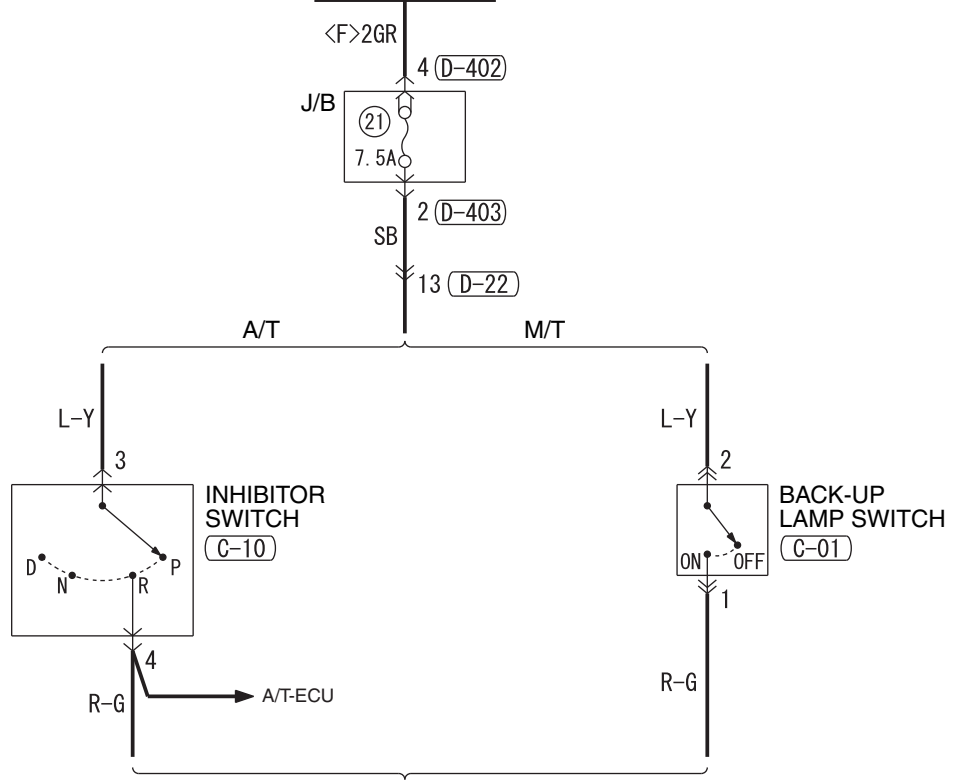 <F>2GR
4 D-402
J/B
21
7.5A
2 D-403
SB
13 D-22
A/T
M/T
L-Y
L-Y
3
2
INHIBITOR
SWITCH
C-10
BACK-UP
LAMP SWITCH
C-01
D
N
R
P
ON
OFF
4
1
R-G
A/T-ECU
R-G